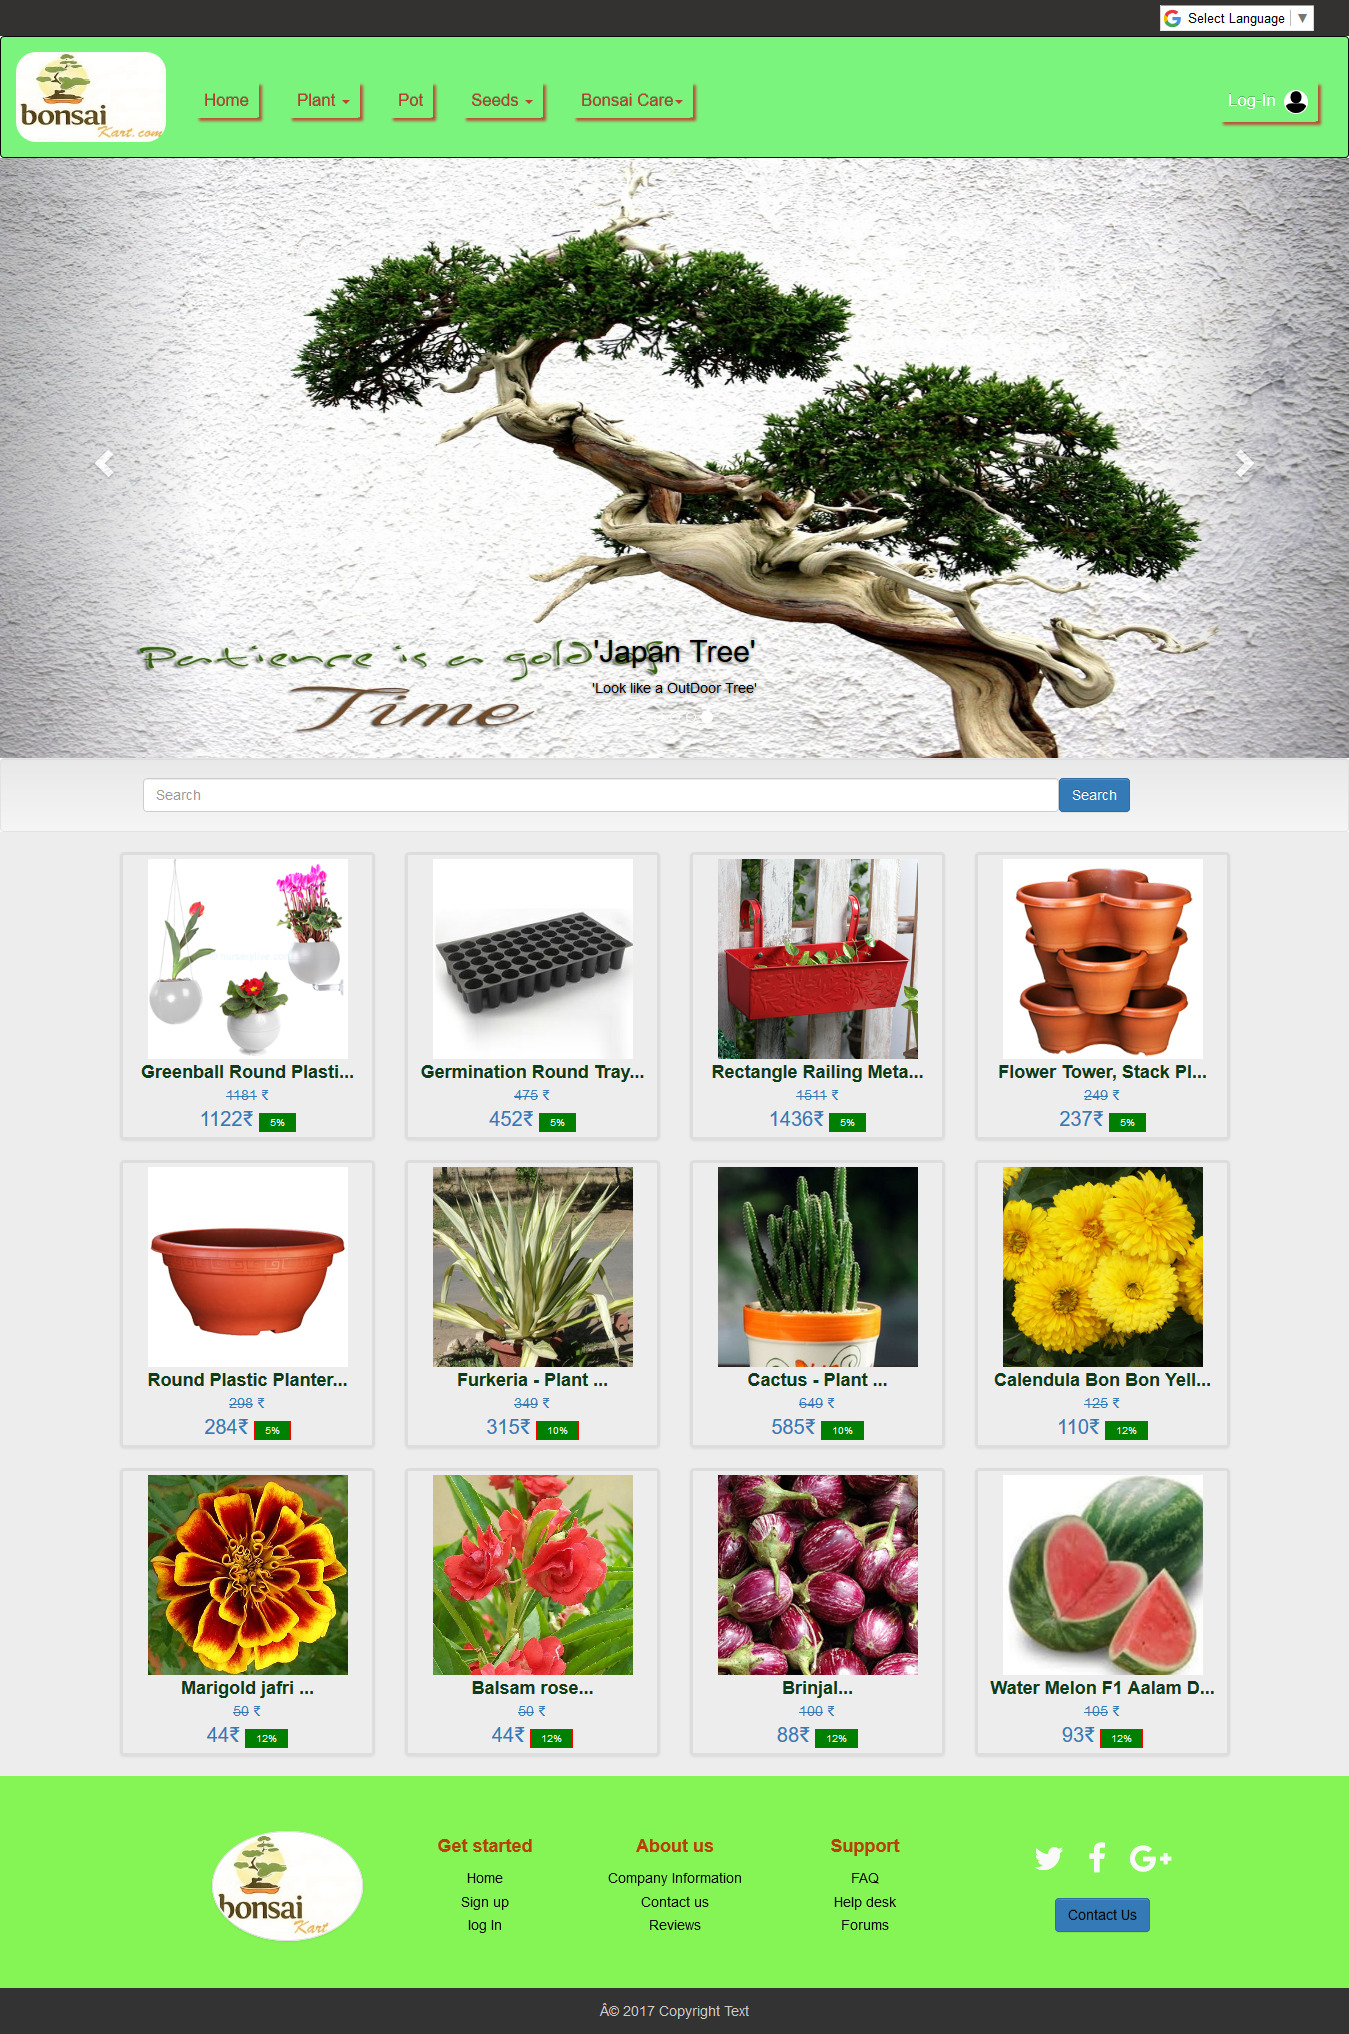 Select Language ▼
bonsai
Kart.com
Home
Plant
Pot
Seeds
Bonsai Care
Log-In
Patience is a gold of
Time
'Japan Tree'
'Look like a OutDoor Tree'
Search
Search
Greenball Round Plasti...
1181 ₹
1122₹ 5%
Germination Round Tray...
475 ₹
452₹ 5%
Rectangle Railing Meta...
1511 ₹
1436₹ 5%
Flower Tower, Stack Pl...
249 ₹
237₹ 5%
Round Plastic Planter...
298 ₹
284₹ 5%
Furkeria - Plant ...
349 ₹
315₹ 10%
Cactus - Plant ...
649 ₹
585₹ 10%
Calendula Bon Bon Yell...
125 ₹
110₹ 12%
Marigold jafri ...
50 ₹
44₹ 12%
Balsam rose...
50 ₹
44₹ 12%
Brinjal...
100 ₹
88₹ 12%
Water Melon F1 Aalam D...
105 ₹
93₹ 12%
bonsai
Kart
Get started
Home
Sign up
log In
About us
Company Information
Contact us
Reviews
Support
FAQ
Help desk
Forums
Contact Us
Â© 2017 Copyright Text